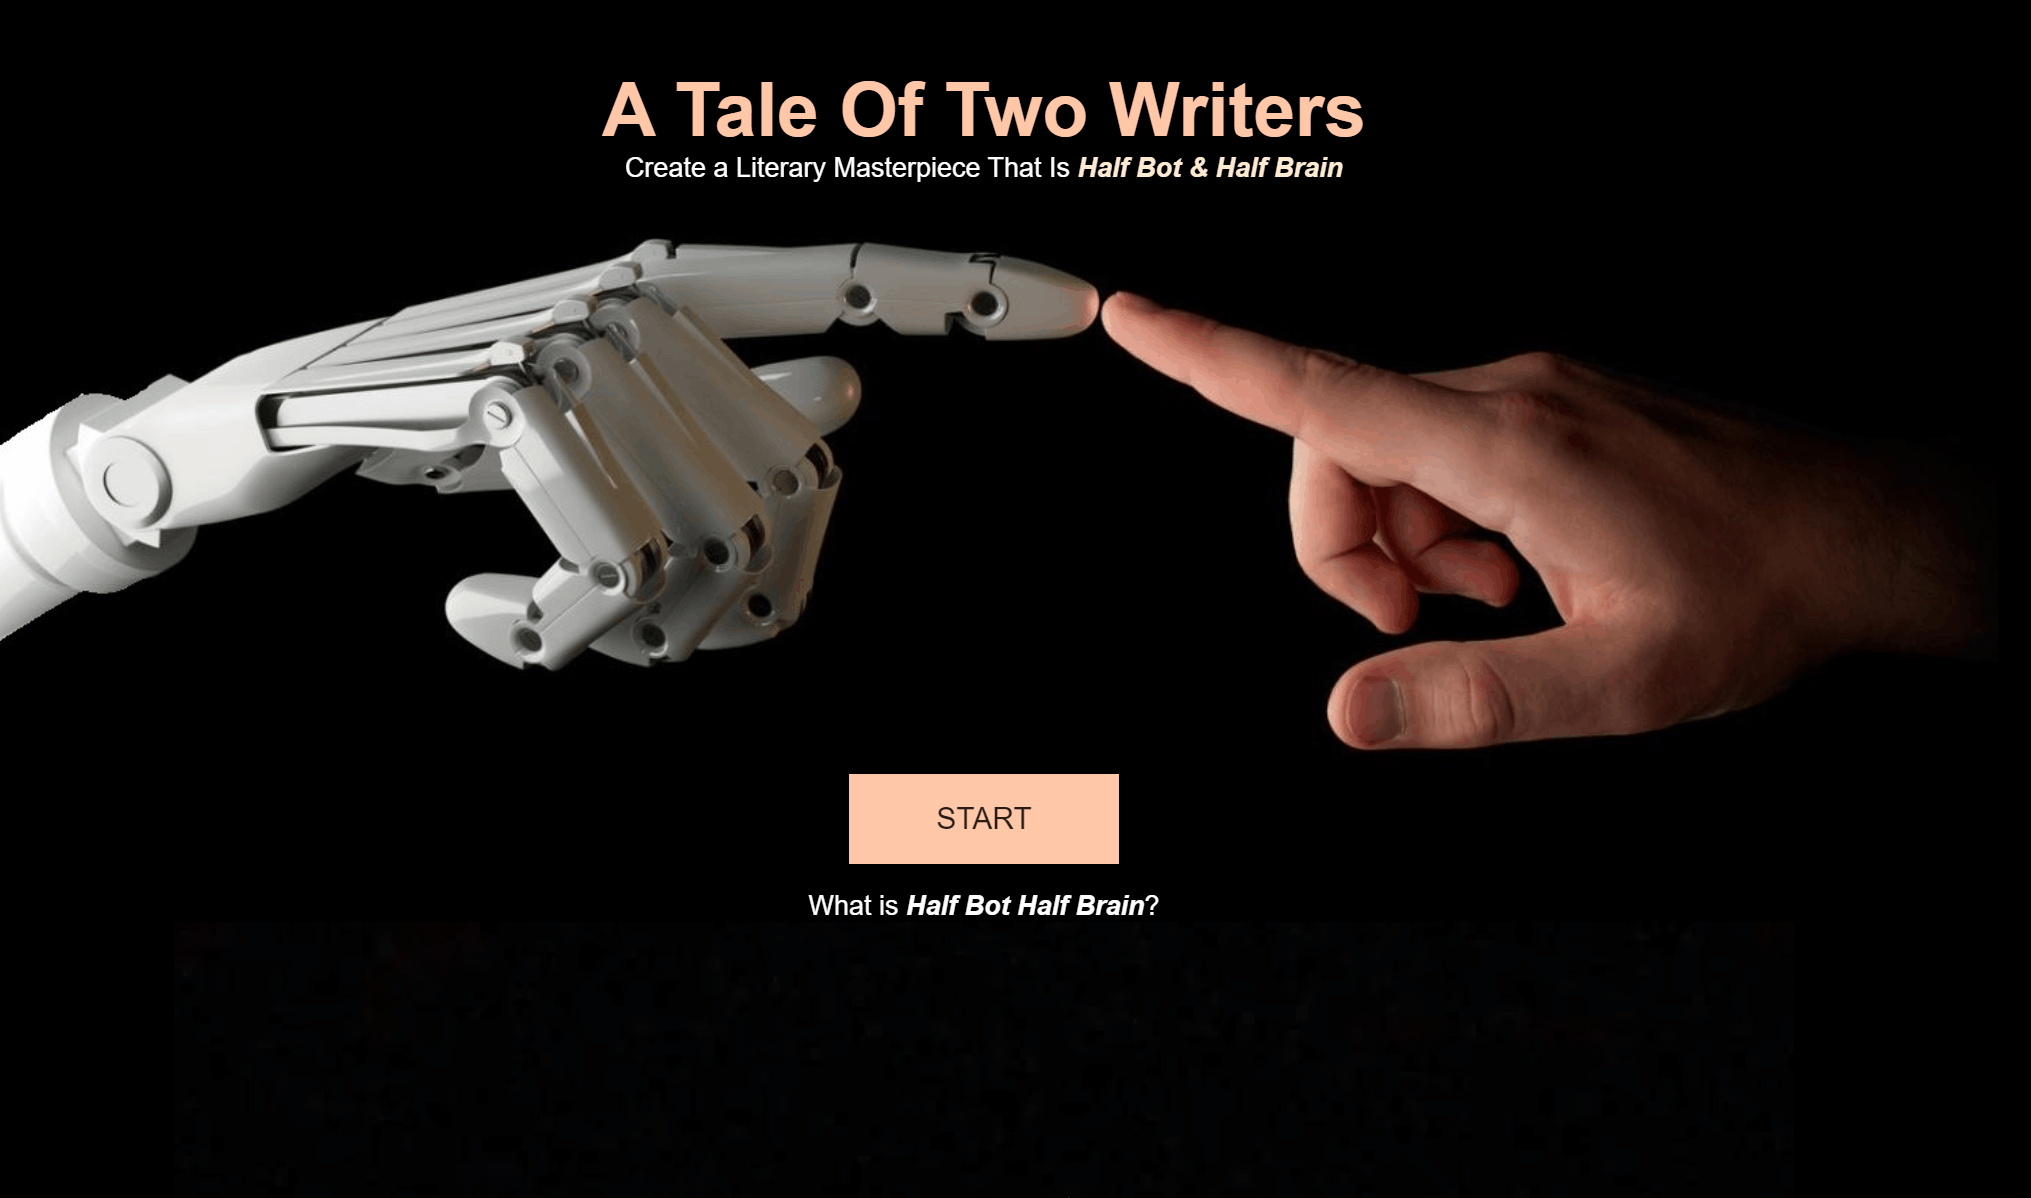 A Tale Of Two Writers
Create a Literary Masterpiece That Is Half Bot & Half Brain
START
What is Half Bot Half Brain?